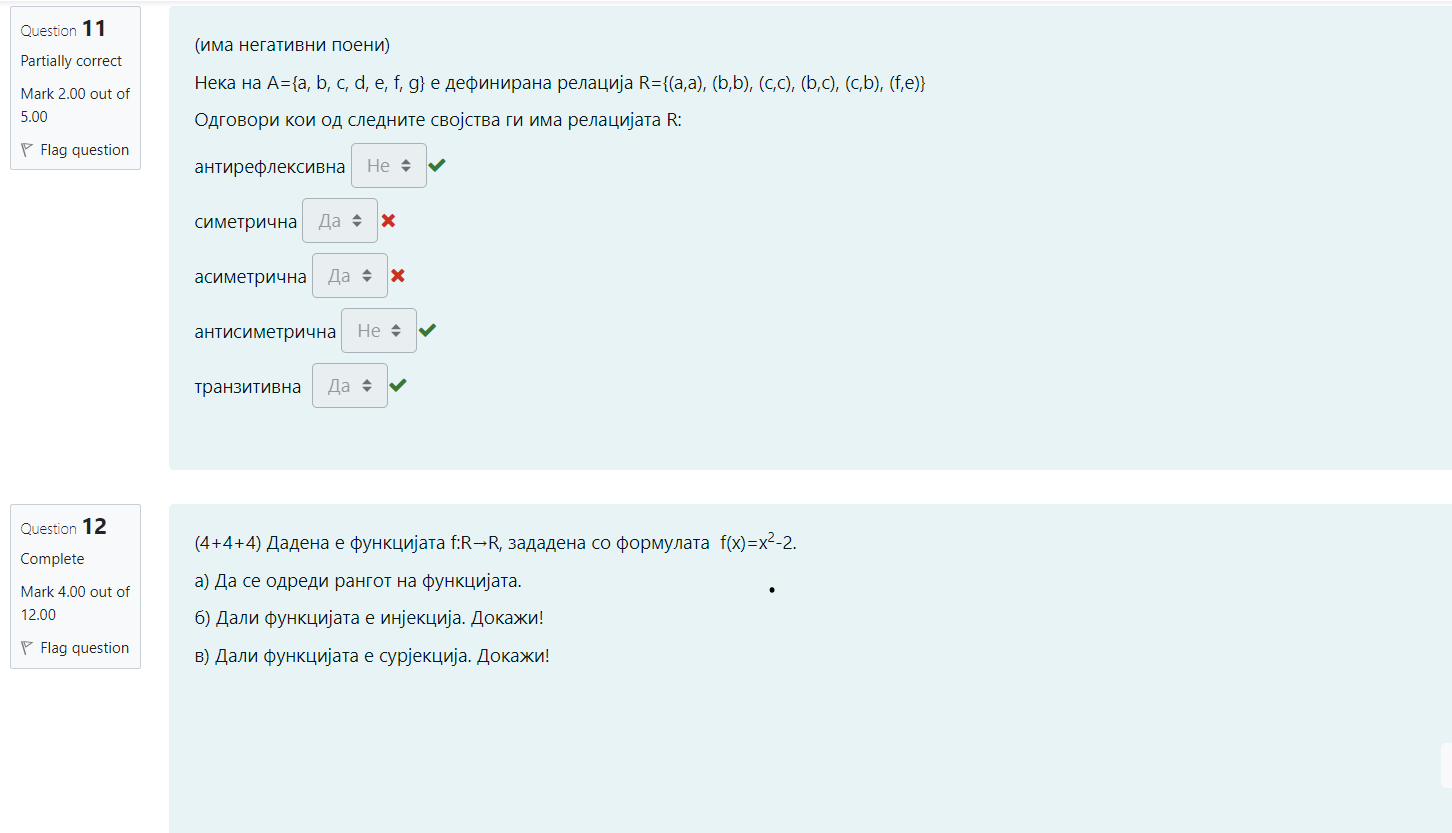 Question 11
Partially correct
Mark 2.00 out of
5.00
Flag question
(има негативни поени)
Нека на A={a, b, c, d, e, f, g} е дефинирана релација R={(a,a), (b,b), (c,c), (b,c), (c,b), (f,e)}
Одговори кои од следните својства ги има релацијата R:
антирефлексивна Не
симетрична Да
асиметрична Да
антисиметрична Не
транзитивна Да
Question 12
Complete
Mark 4.00 out of
12.00
Flag question
(4+4+4) Дадена е функцијата f:R→R, зададена со формулата f(x)=x²-2.
а) Да се одреди рангот на функцијата.
б) Дали функцијата е инјекција. Докажи!
в) Дали функцијата е сурјекција. Докажи!